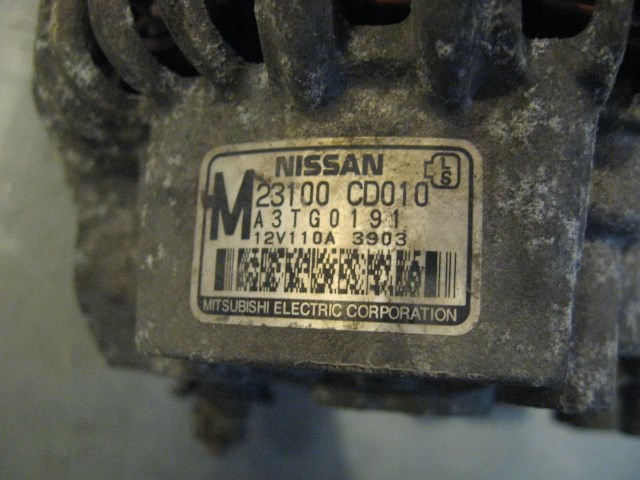 NISSAN
L
S
M
23100 CD010
A3TG0191
12V110A 3903
MITSUBISHI ELECTRIC CORPORATION